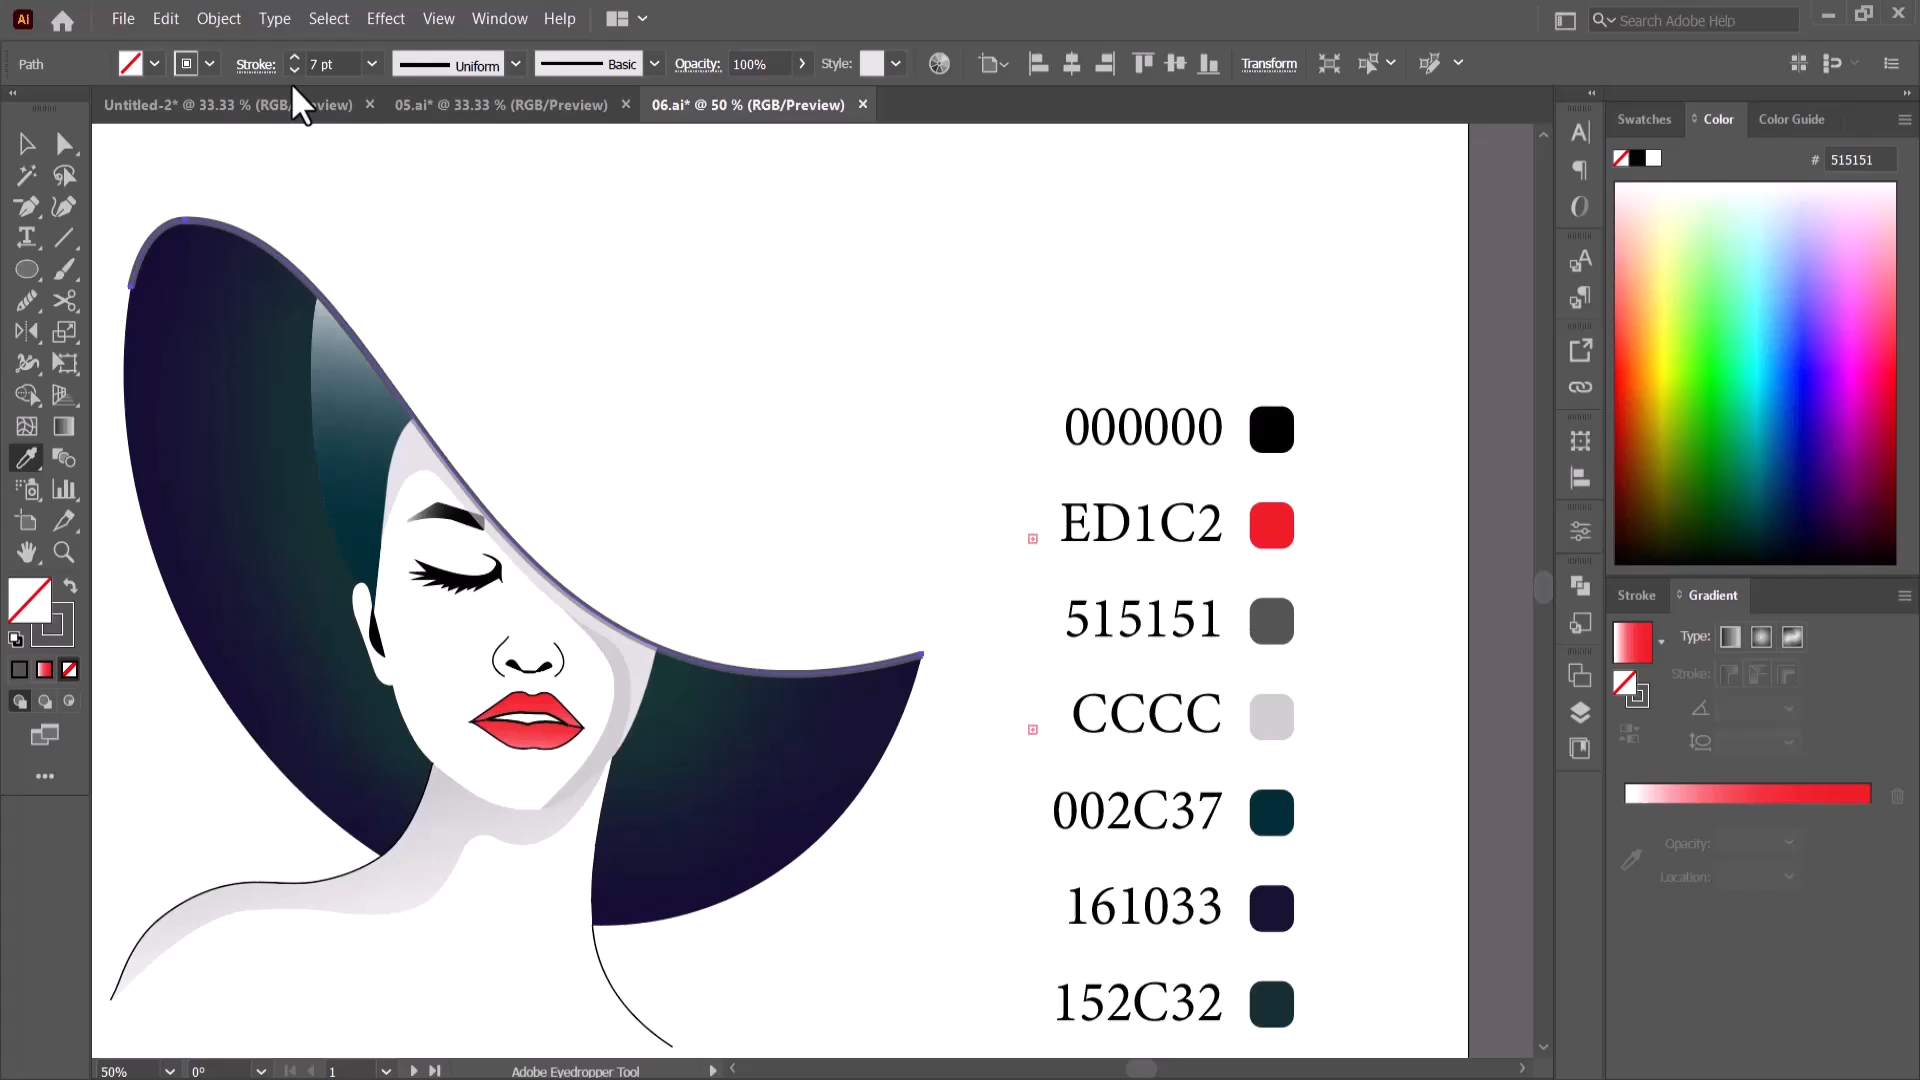 Ai File Edit Object Type Select Effect View Window Help Search Adobe Help
Path Stroke: 7 pt Uniform Basic Opacity: 100% Style: Transform
Untitled-2* @ 33.33 % (RGB/Preview) × 05.ai* @ 33.33 % (RGB/Preview) × 06.ai* @ 50 % (RGB/Preview) ×
Swatches Color Color Guide
# 515151
000000
ED1C2
515151
CCCC
002C37
161033
152C32
Stroke Gradient
Type:
Stroke:
Opacity:
Location:
50% 0° 1 Adobe Eyedropper Tool